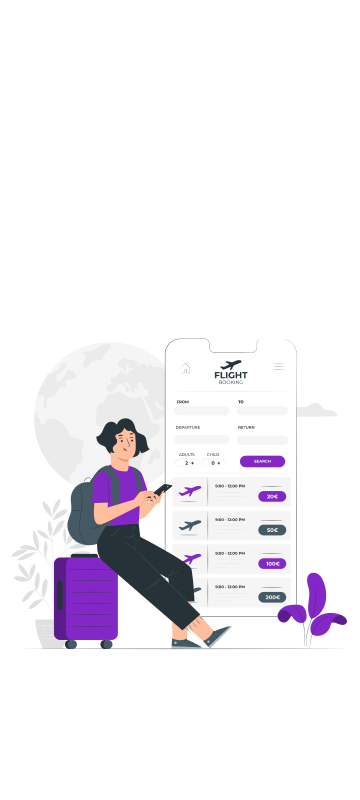 FLIGHT
BOOKING
FROM TO
DEPARTURE RETURN
ADULTS CHILD
2 + 0 + SEARCH
9:00 - 12:00 PM
20€
9:00 - 12:00 PM
50€
9:00 - 12:00 PM
100€
9:00 - 12:00 PM
200€